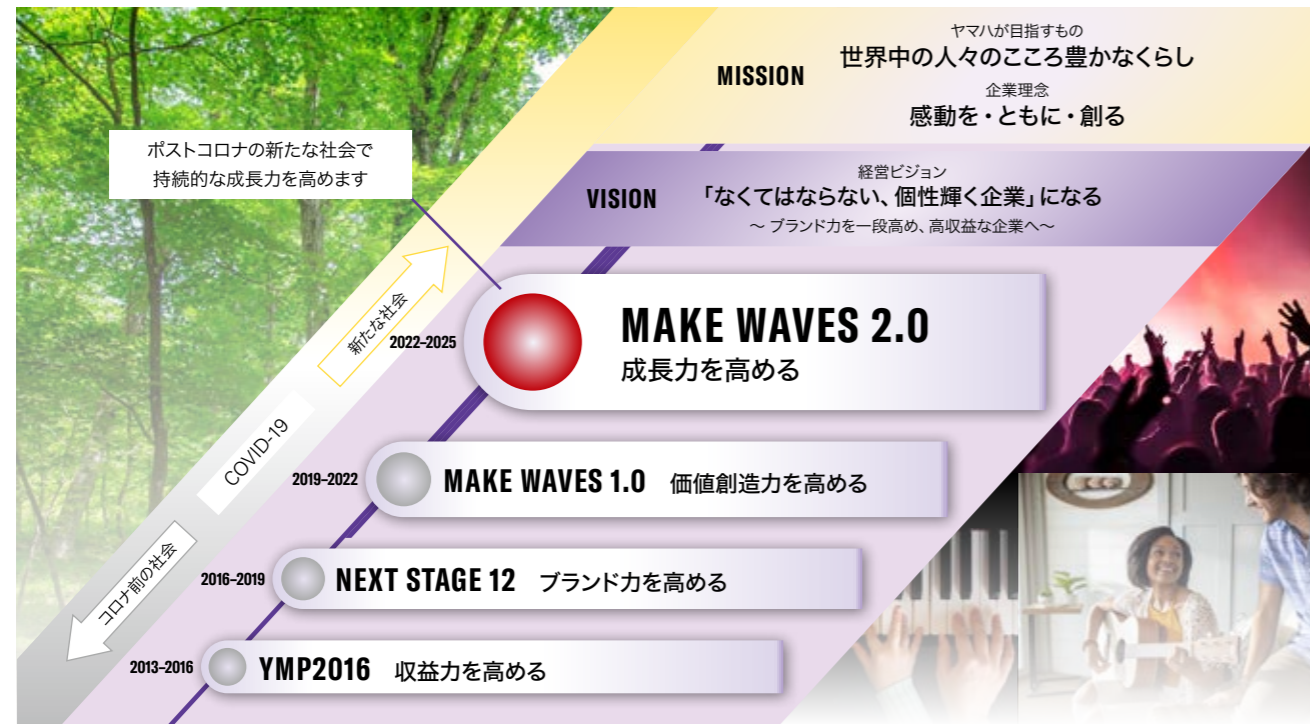 ヤマハが目指すもの
MISSION
世界中の人々のこころ豊かなくらし
企業理念
感動を・ともに・創る
ポストコロナの新たな社会で
持続的な成長力を高めます
経営ビジョン
VISION
「なくてはならない、個性輝く企業」になる
～ ブランド力を一段高め、高収益な企業へ～
新たな社会
2022–2025
MAKE WAVES 2.0
成長力を高める
COVID-19
2019–2022
MAKE WAVES 1.0 価値創造力を高める
コロナ前の社会
2016–2019
NEXT STAGE 12 ブランド力を高める
2013–2016
YMP2016 収益力を高める